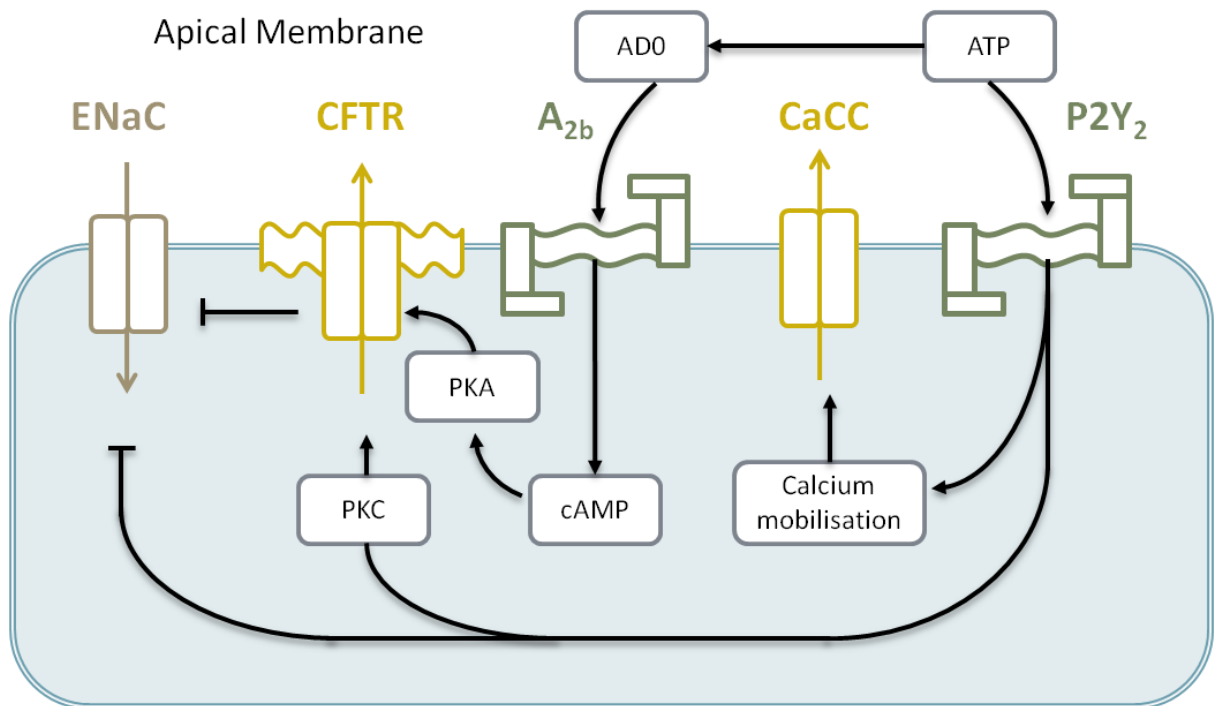 Apical Membrane
AD0
ATP
ENaC
CFTR
A2b
CaCC
P2Y2
PKA
PKC
cAMP
Calcium
mobilisation